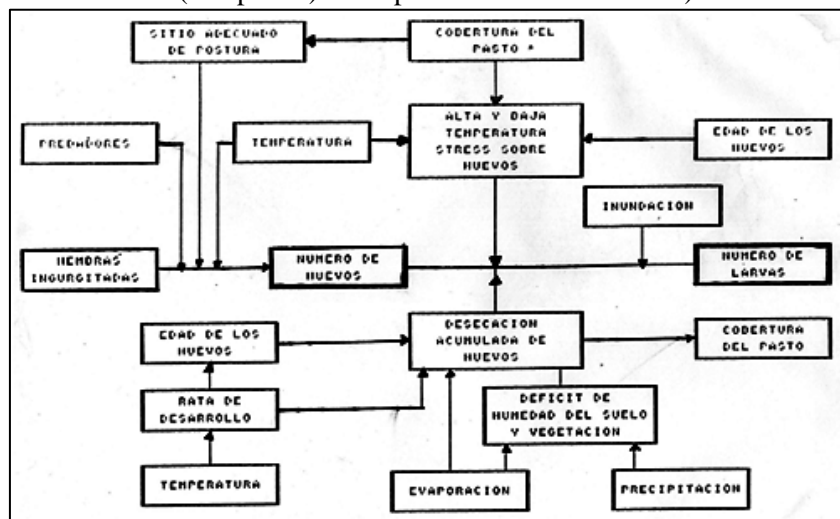 SITIO ADECUADO
DE POSTURA
COBERTURA DEL
PASTO *
PREDADORES
TEMPERATURA
ALTA Y BAJA
TEMPERATURA
STRESS SOBRE
HUEVOS
EDAD DE LOS
HUEVOS
INUNDACION
HEMBRAS
INGURGITADAS
NUMERO DE
HUEVOS
NUMERO DE
LARVAS
EDAD DE LOS
HUEVOS
DESECACION
ACUMULADA DE
HUEVOS
COBERTURA
DEL PASTO
RATA DE
DESARROLLO
DEFICIT DE
HUMEDAD DEL SUELO
Y VEGETACION
TEMPERATURA
EVAPORACION
PRECIPITACION